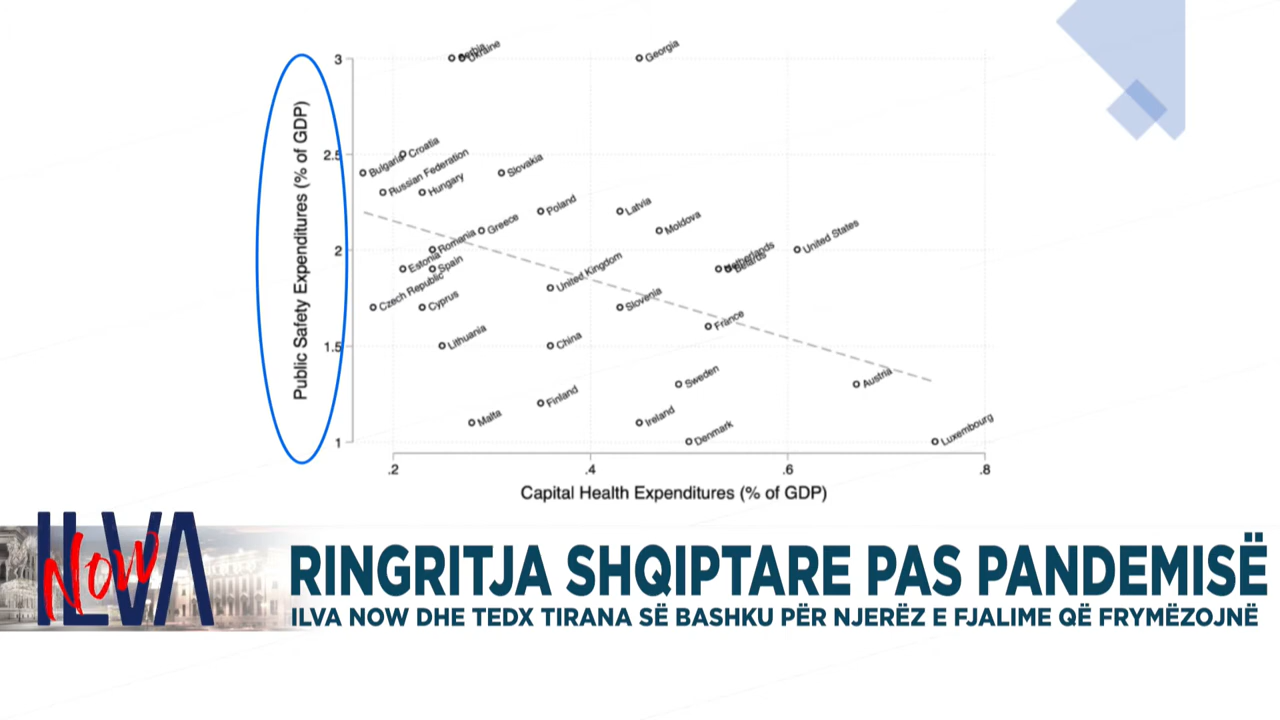 Public Safety Expenditures (% of GDP)
3
2.5
2
1.5
1
Ukraine
Georgia
Croatia
Bulgaria
Russian Federation
Hungary
Slovakia
Poland
Latvia
Greece
Moldova
Romania
United States
Estonia
Spain
Netherlands
Belarus
Czech Republic
Cyprus
United Kingdom
Slovenia
France
Lithuania
China
Sweden
Austria
Finland
Malta
Ireland
Denmark
Luxembourg
.2 .4 .6 .8
Capital Health Expenditures (% of GDP)
ILVA
Now
RINGRITJA SHQIPTARE PAS PANDEMISË
ILVA NOW DHE TEDX TIRANA SË BASHKU PËR NJERËZ E FJALIME QË FRYMËZOJNË